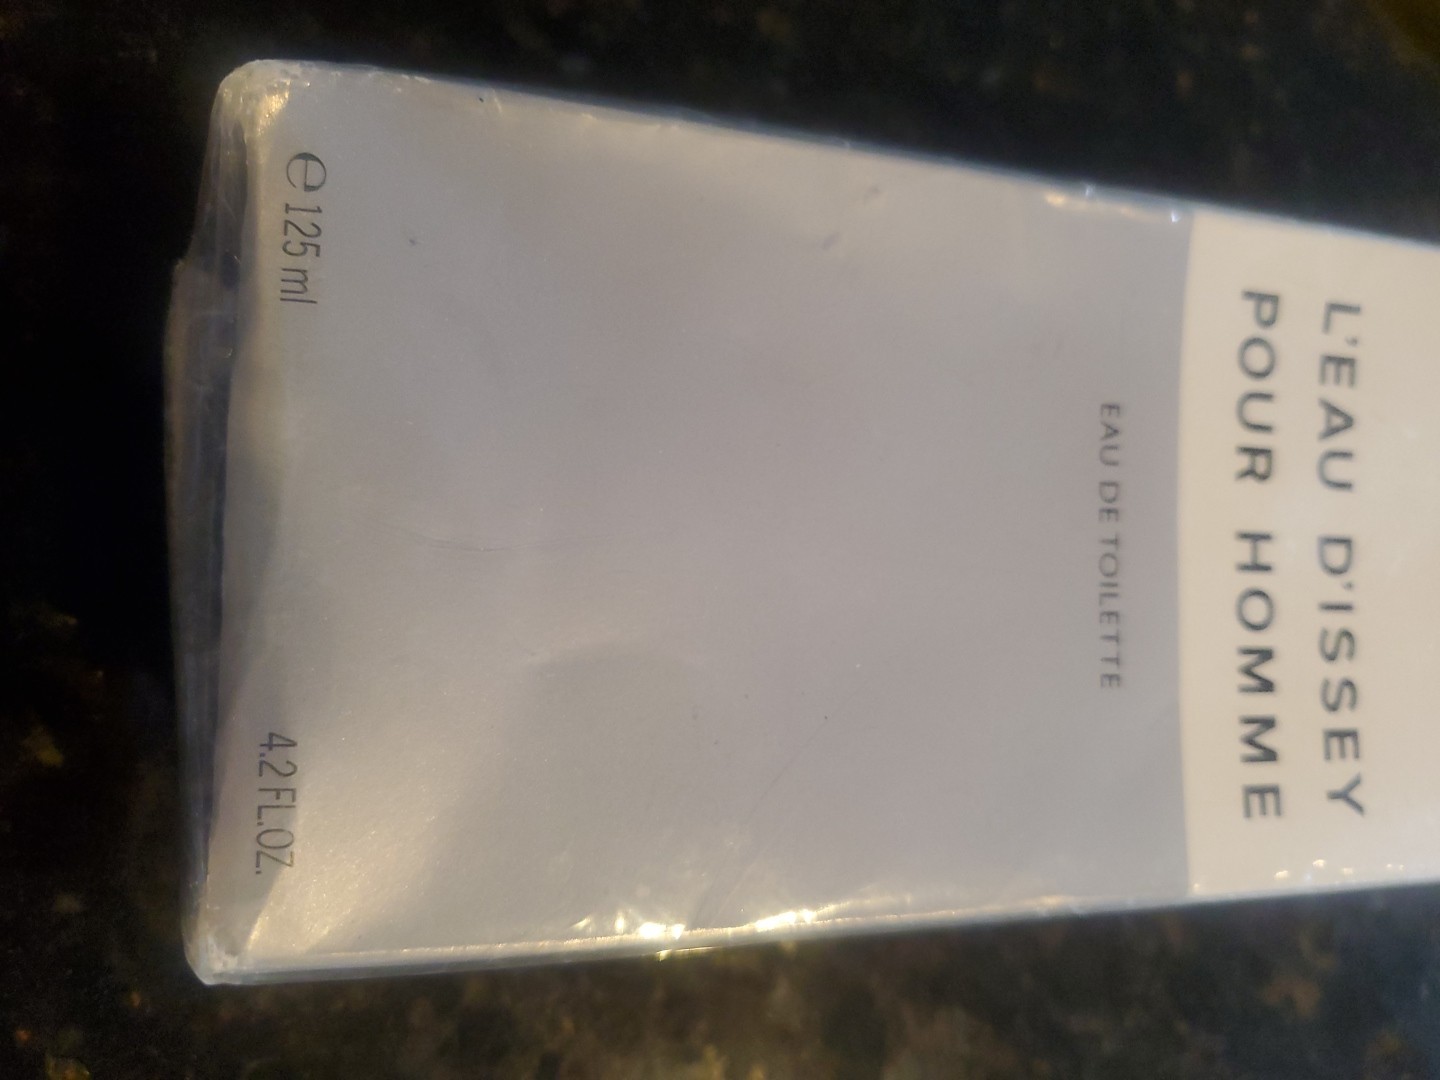 L'EAU D'ISSEY
POUR HOMME
EAU DE TOILETTE
℮ 125 ml 4.2 FL.OZ.